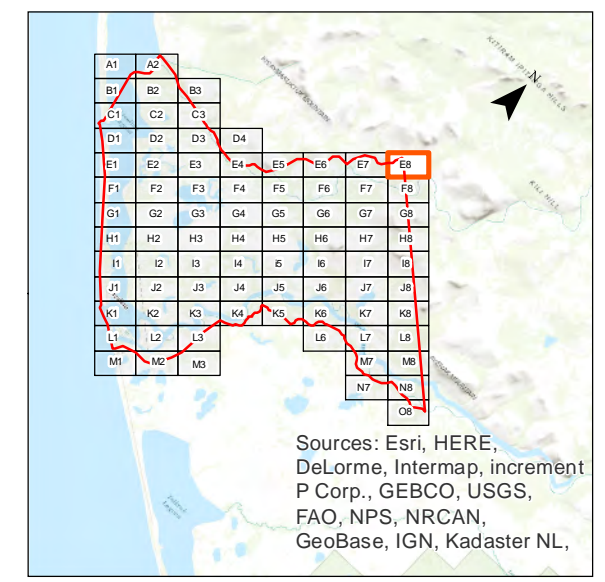 A1 A2
B1 B2 B3
C1 C2 C3
D1 D2 D3 D4
E1 E2 E3 E4 E5 E6 E7 E8
F1 F2 F3 F4 F5 F6 F7 F8
G1 G2 G3 G4 G5 G6 G7 G8
H1 H2 H3 H4 H5 H6 H7 H8
I1 I2 I3 I4 i5 I6 I7 I8
J1 J2 J3 J4 J5 J6 J7 J8
K1 K2 K3 K4 K5 K6 K7 K8
L1 L2 L3 L6 L7 L8
M1 M2 M3 M7 M8
N7 N8
O8
N
HILLS
Sources: Esri, HERE,
DeLorme, Intermap, increment
P Corp., GEBCO, USGS,
FAO, NPS, NRCAN,
GeoBase, IGN, Kadaster NL,